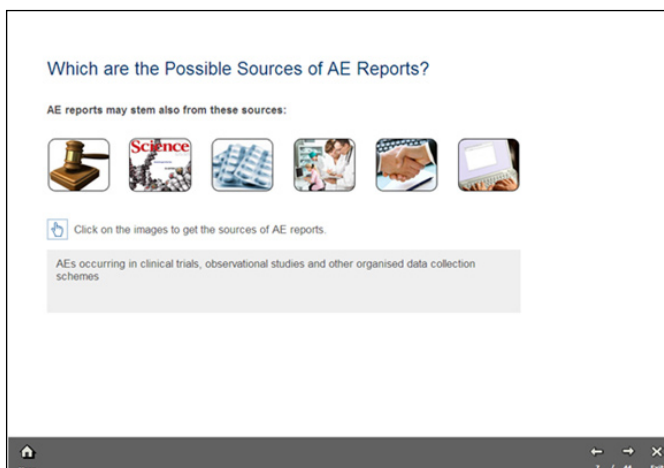 Which are the Possible Sources of AE Reports?
AE reports may stem also from these sources:
Science
Click on the images to get the sources of AE reports.
AEs occurring in clinical trials, observational studies and other organised data collection
schemes